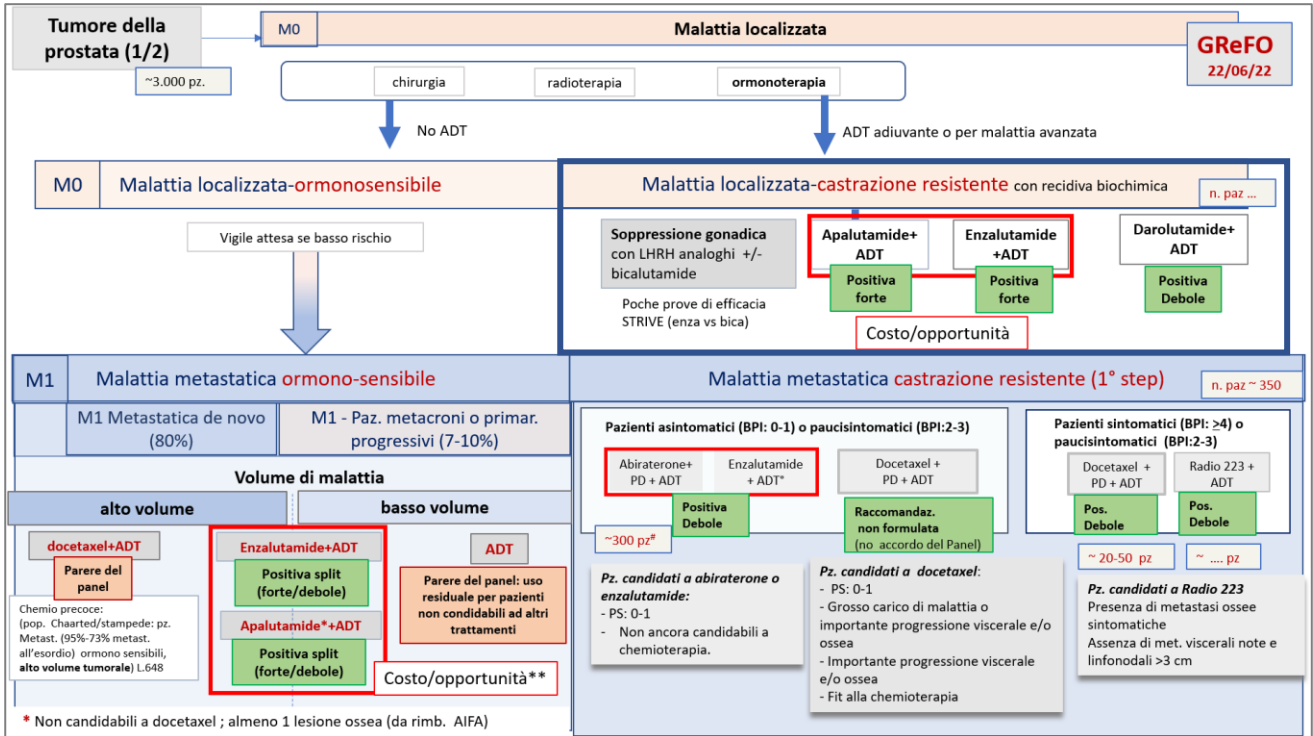 Tumore della
prostata (1/2)
~3.000 pz.
M0
Malattia localizzata
GReFO
22/06/22
chirurgia
radioterapia
ormonoterapia
No ADT
ADT adiuvante o per malattia avanzata
M0
Malattia localizzata-ormonosensibile
Vigile attesa se basso rischio
Malattia localizzata-castrazione resistente con recidiva biochimica
n. paz ...
Soppressione gonadica
con LHRH analoghi +/-
bicalutamide
Poche prove di efficacia
STRIVE (enza vs bica)
Apalutamide+
ADT
Positiva
forte
Enzalutamide
+ADT
Positiva
forte
Darolutamide+
ADT
Positiva
Debole
Costo/opportunità
M1
Malattia metastatica ormono-sensibile
M1 Metastatica de novo
(80%)
M1 - Paz. metacroni o primar.
progressivi (7-10%)
Volume di malattia
alto volume
basso volume
docetaxel+ADT
Parere del
panel
Chemio precoce:
(pop. Chaarted/stampede: pz.
Metast. (95%-73% metast.
all'esordio) ormono sensibili,
alto volume tumorale) L.648
Enzalutamide+ADT
Positiva split
(forte/debole)
Apalutamide*+ADT
Positiva split
(forte/debole)
ADT
Parere del panel: uso
residuale per pazienti
non condidabili ad altri
trattamenti
Costo/opportunità**
* Non candidabili a docetaxel ; almeno 1 lesione ossea (da rimb. AIFA)
Malattia metastatica castrazione resistente (1° step)
n. paz ~ 350
Pazienti asintomatici (BPI: 0-1) o paucisintomatici (BPI:2-3)
Abiraterone+
PD + ADT
Enzalutamide
+ ADT*
Positiva
Debole
~300 pz#
Docetaxel +
PD + ADT
Raccomandaz.
non formulata
(no accordo del Panel)
Pz. candidati a abiraterone o
enzalutamide:
- PS: 0-1
- Non ancora candidabili a
chemioterapia.
Pz. candidati a docetaxel:
- PS: 0-1
- Grosso carico di malattia o
importante progressione viscerale e/o
ossea
- Importante progressione viscerale
e/o ossea
- Fit alla chemioterapia
Pazienti sintomatici (BPI: ≥4) o
paucisintomatici (BPI:2-3)
Docetaxel +
PD + ADT
Pos.
Debole
Radio 223 +
ADT
Pos.
Debole
~ 20-50 pz
~ .... pz
Pz. candidati a Radio 223
Presenza di metastasi ossee
sintomatiche
Assenza di met. viscerali note e
linfonodali >3 cm